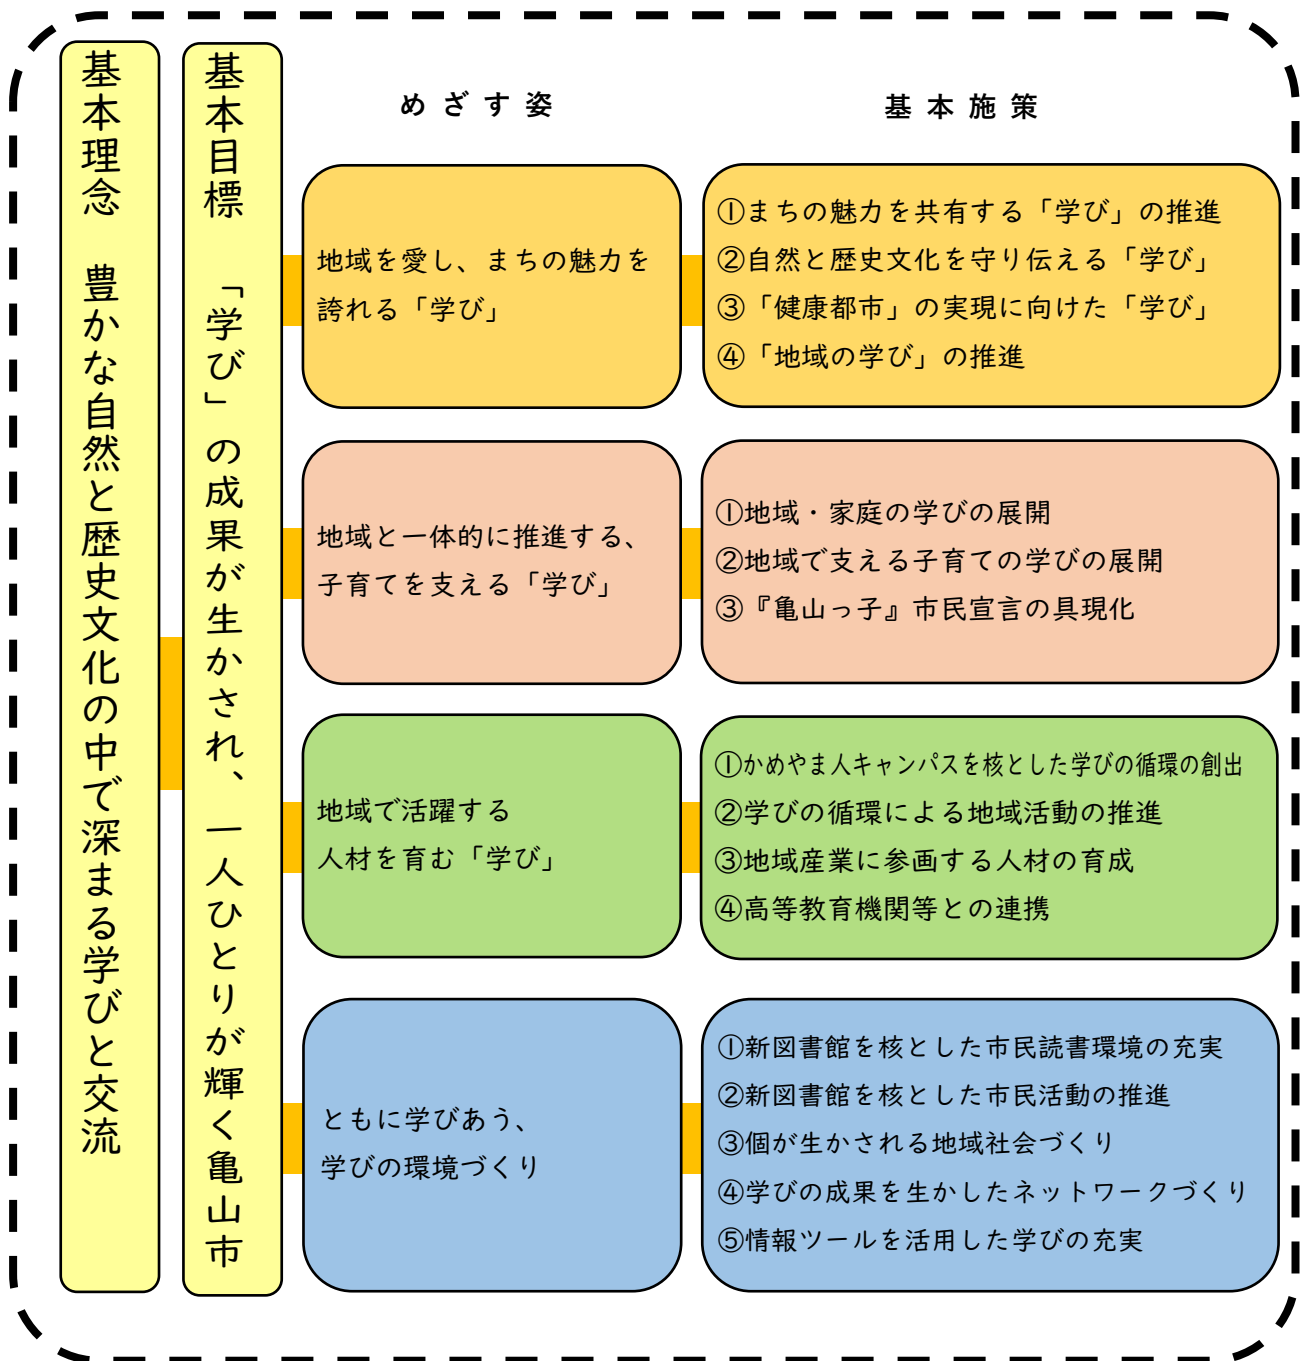 基本理念　豊かな自然と歴史文化の中で深まる学びと交流
基本目標　「学び」の成果が生かされ、一人ひとりが輝く亀山市
めざす姿
基本施策
地域を愛し、まちの魅力を
誇れる「学び」
①まちの魅力を共有する「学び」の推進
②自然と歴史文化を守り伝える「学び」
③「健康都市」の実現に向けた「学び」
④「地域の学び」の推進
地域と一体的に推進する、
子育てを支える「学び」
①地域・家庭の学びの展開
②地域で支える子育ての学びの展開
③『亀山っ子』市民宣言の具現化
地域で活躍する
人材を育む「学び」
①かめやま人キャンパスを核とした学びの循環の創出
②学びの循環による地域活動の推進
③地域産業に参画する人材の育成
④高等教育機関等との連携
ともに学びあう、
学びの環境づくり
①新図書館を核とした市民読書環境の充実
②新図書館を核とした市民活動の推進
③個が生かされる地域社会づくり
④学びの成果を生かしたネットワークづくり
⑤情報ツールを活用した学びの充実